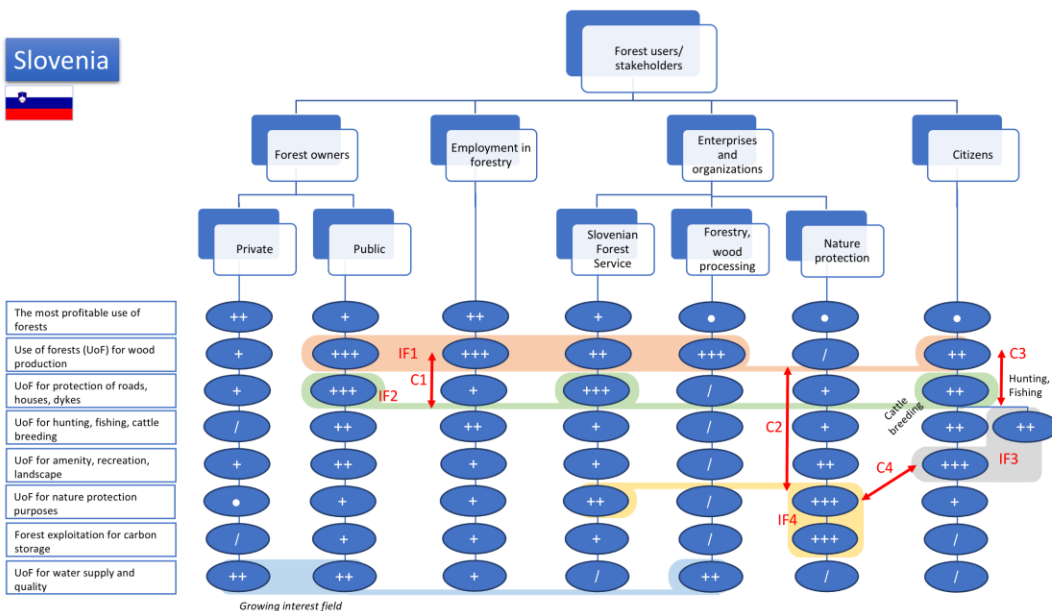 Slovenia
Forest users/
stakeholders
Forest owners
Employment in
forestry
Enterprises
and
organizations
Citizens
Private
Public
Slovenian
Forest
Service
Forestry,
wood
processing
Nature
protection
The most profitable use of
forests
++ + ++ + ● ● ●
Use of forests (UoF) for wood
production
+ +++ IF1 +++ ++ +++ / ++ C3
C1
Hunting,
Fishing
UoF for protection of roads,
houses, dykes
+ +++ IF2 + +++ / + ++
Cattle
breeding
C2
UoF for hunting, fishing, cattle
breeding
/ ++ ++ + / + ++ ++
IF3
UoF for amenity, recreation,
landscape
+ ++ + + / ++ C4 +++
UoF for nature protection
purposes
● + + ++ / +++ +
IF4
Forest exploitation for carbon
storage
/ + + + / +++ /
UoF for water supply and
quality
++ ++ + / ++ / /
Growing interest field